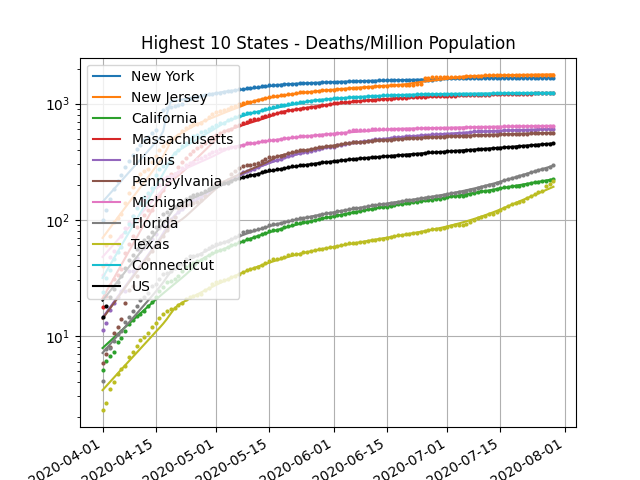 Highest 10 States - Deaths/Million Population
New York
New Jersey
California
Massachusetts
Illinois
Pennsylvania
Michigan
Florida
Texas
Connecticut
US
10³
10²
10¹
2020-04-01
2020-04-15
2020-05-01
2020-05-15
2020-06-01
2020-06-15
2020-07-01
2020-07-15
2020-08-01